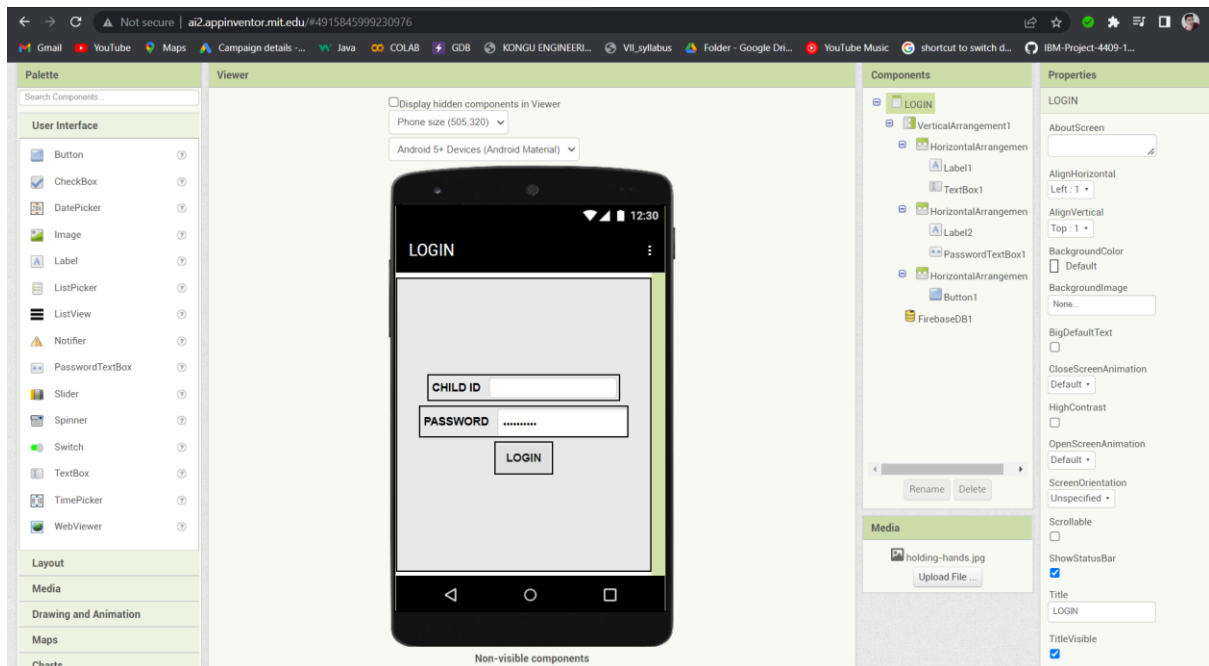 Not secure | ai2.appinventor.mit.edu/#4915845999230976
Gmail YouTube Maps Campaign details -... Java COLAB GDB KONGU ENGINEERI... VII_syllabus Folder - Google Dri... YouTube Music shortcut to switch d... IBM-Project-4409-1...
Palette
Search Components...
User Interface
Button
CheckBox
DatePicker
Image
Label
ListPicker
ListView
Notifier
PasswordTextBox
Slider
Spinner
Switch
TextBox
TimePicker
WebViewer
Layout
Media
Drawing and Animation
Maps
Charts
Viewer
Display hidden components in Viewer
Phone size (505,320)
Android 5+ Devices (Android Material)
12:30
LOGIN
CHILD ID
PASSWORD ..........
LOGIN
Non-visible components
Components
LOGIN
VerticalArrangement1
HorizontalArrangemen
Label1
TextBox1
HorizontalArrangemen
Label2
PasswordTextBox1
HorizontalArrangemen
Button1
FirebaseDB1
Rename Delete
Media
holding-hands.jpg
Upload File ...
Properties
LOGIN
AboutScreen
AlignHorizontal
Left : 1
AlignVertical
Top : 1
BackgroundColor
Default
BackgroundImage
None...
BigDefaultText
CloseScreenAnimation
Default
HighContrast
OpenScreenAnimation
Default
ScreenOrientation
Unspecified
Scrollable
ShowStatusBar
Title
LOGIN
TitleVisible